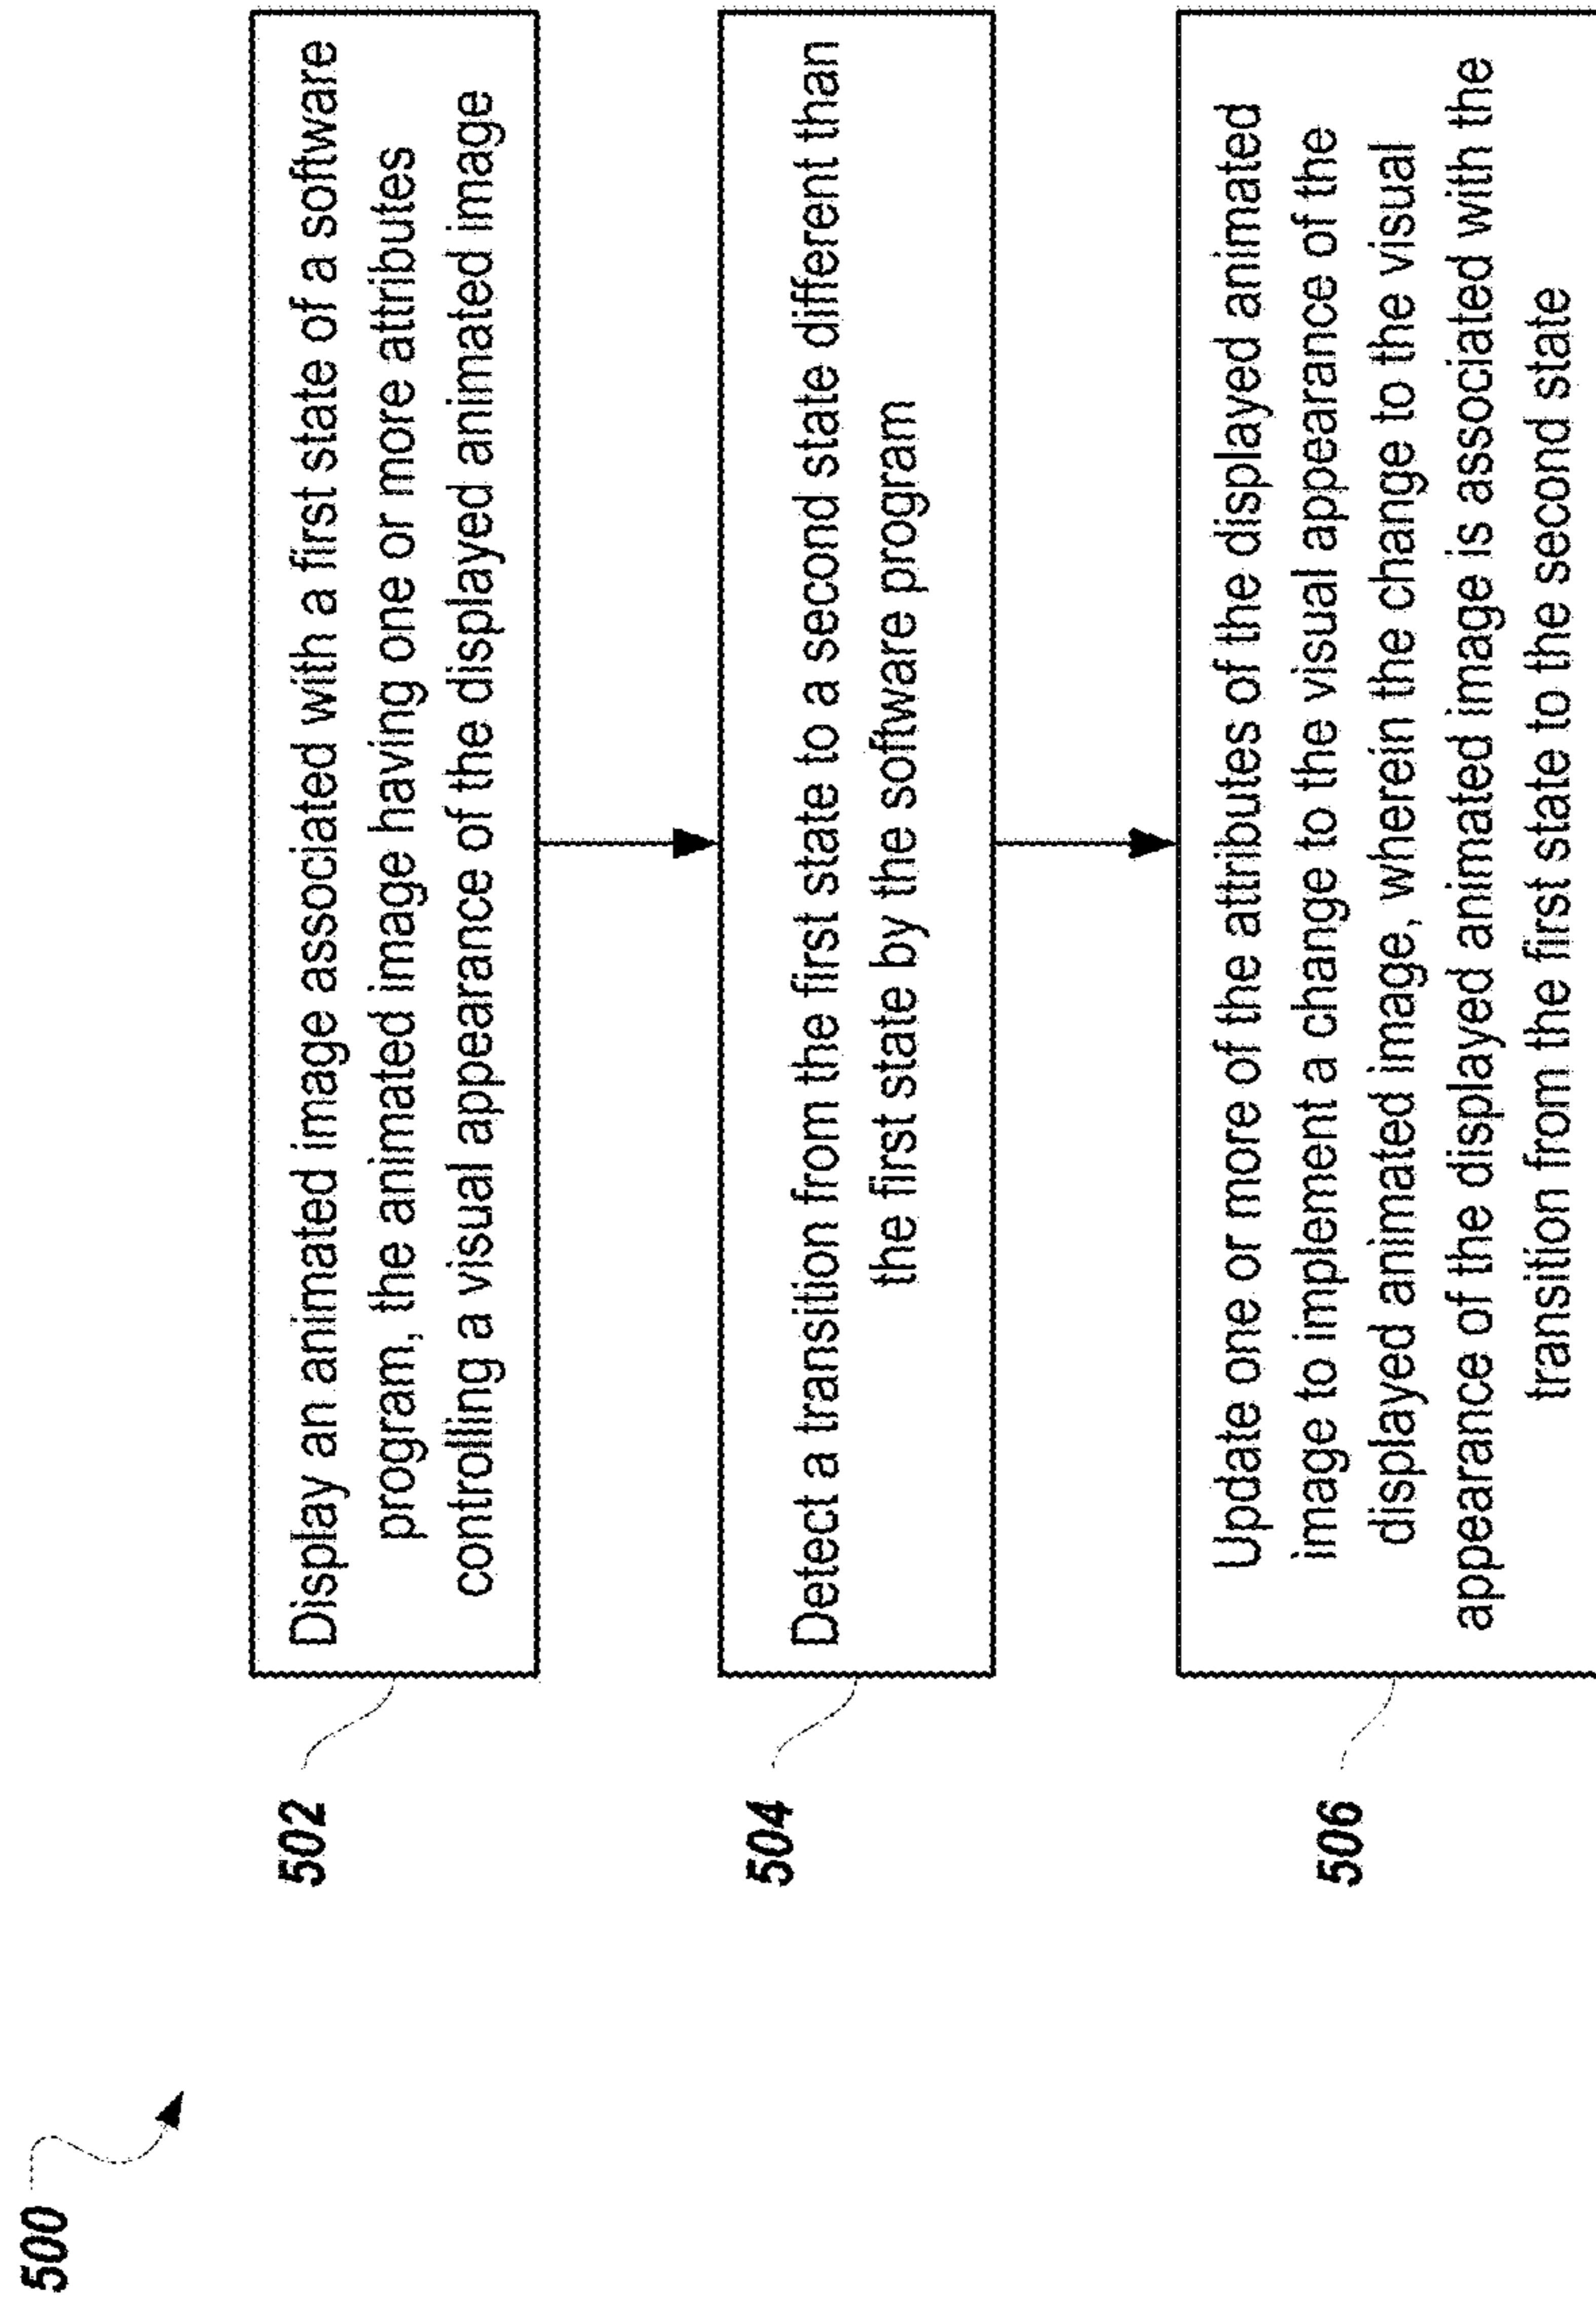 500
502
Display an animated image associated with a first state of a software
program, the animated image having one or more attributes
controlling a visual appearance of the displayed animated image
504
Detect a transition from the first state to a second state different than
the first state by the software program
506
Update one or more of the attributes of the displayed animated
image to implement a change to the visual appearance of the
displayed animated image, wherein the change to the visual
appearance of the displayed animated image is associated with the
transition from the first state to the second state